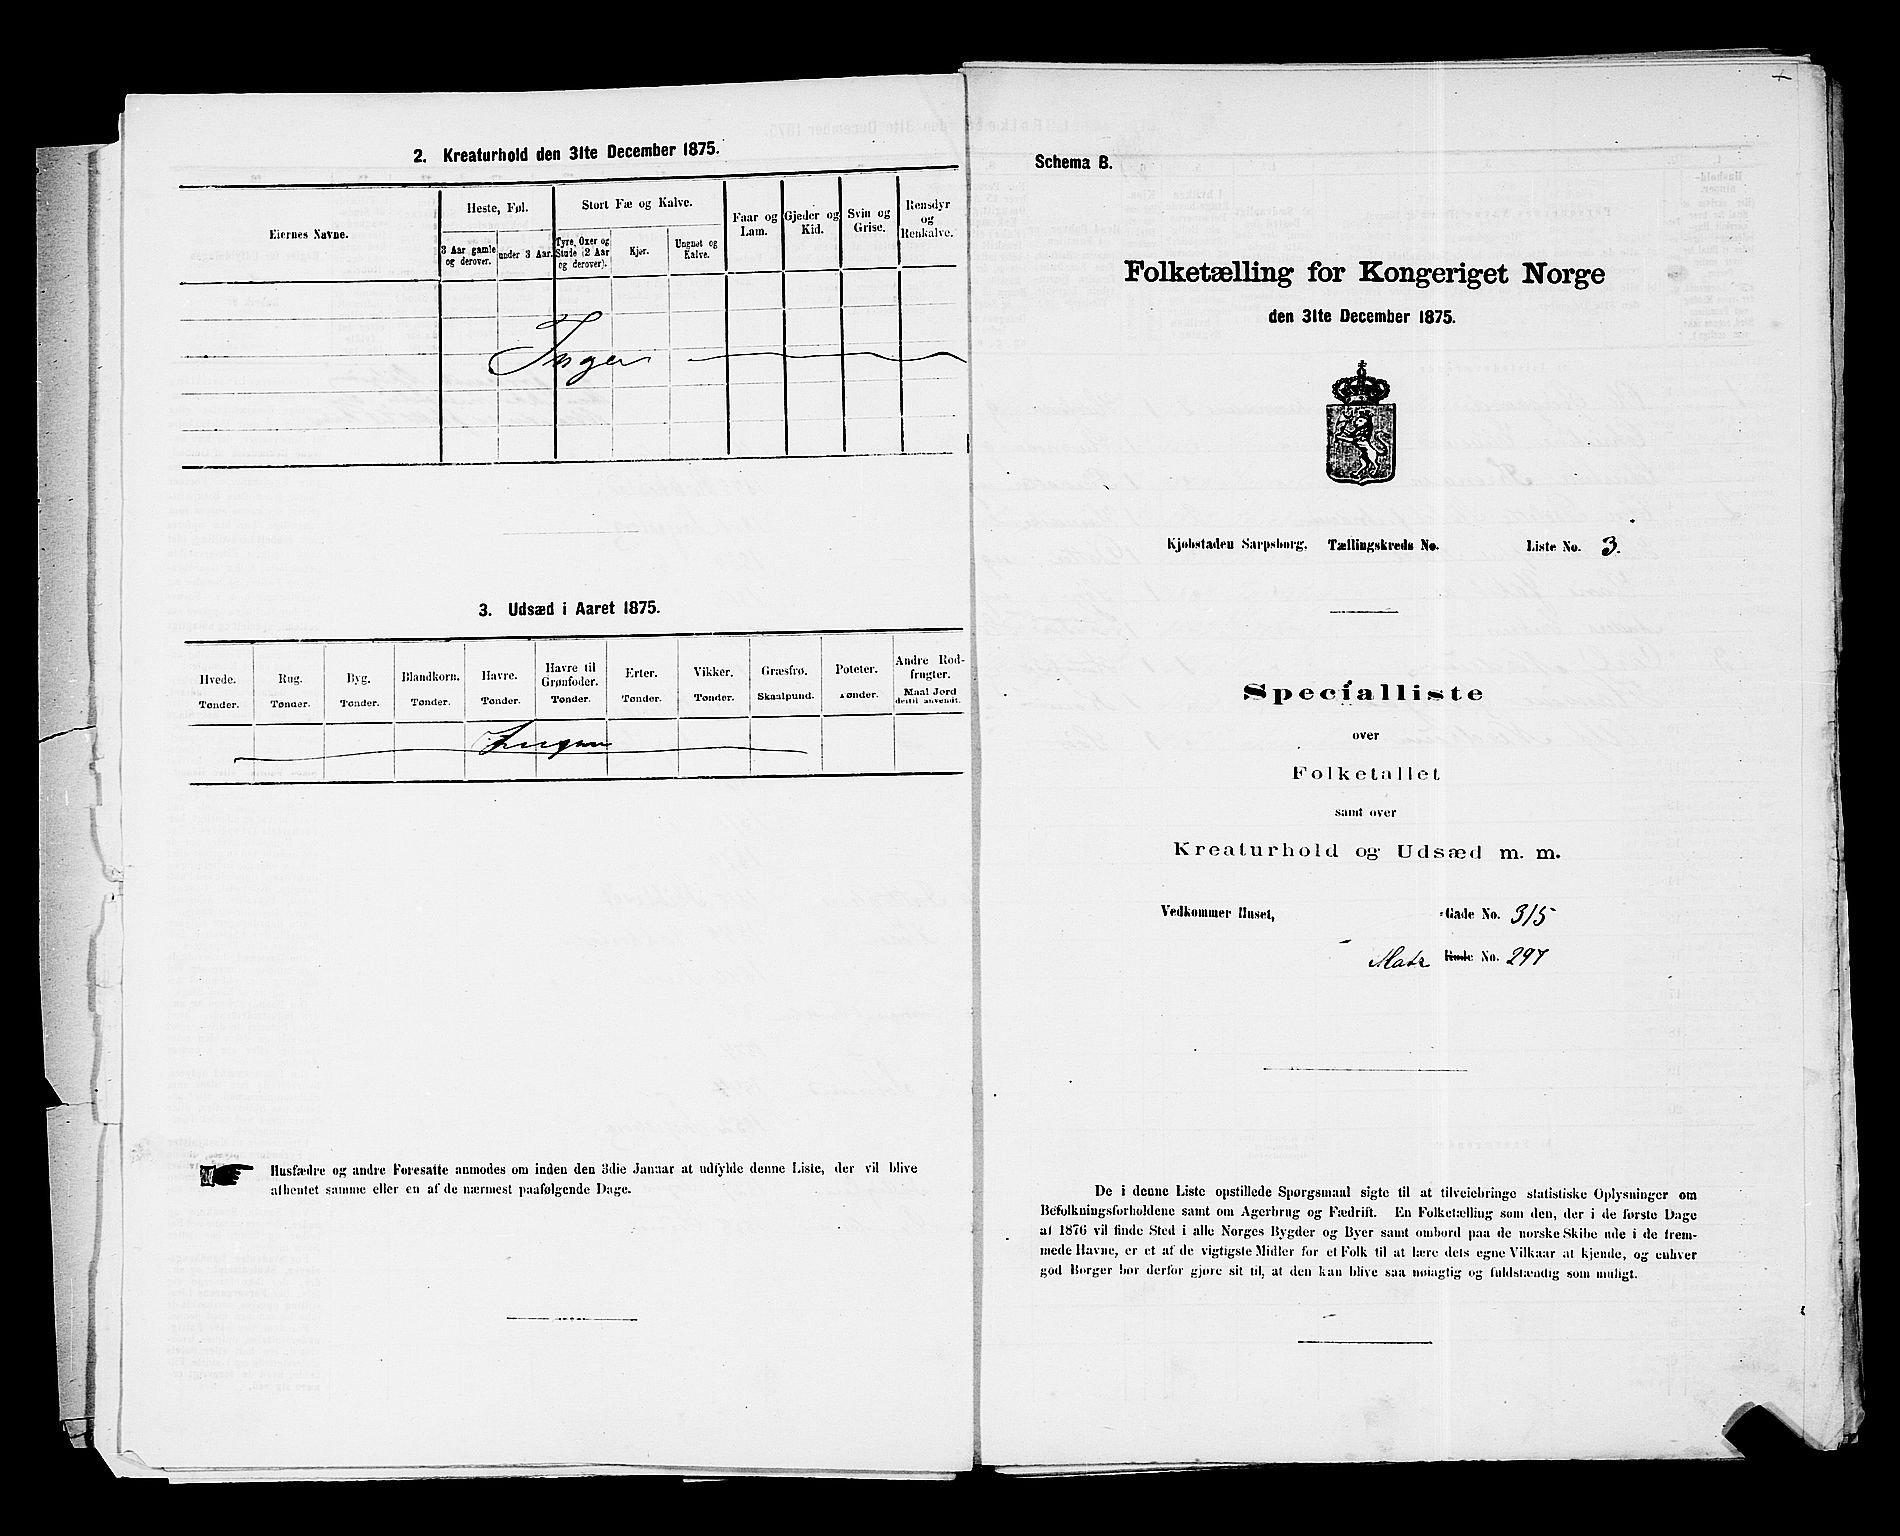 2. Kreaturhold den 31te December 1875.
Eiernes Navne.
Heste, Føl.
Stort Fæ og Kalve.
Faar og Lam.
Gjeder og Kid.
Svin og Grise.
Rensdyr og Renkalve.
3 Aar gamle og derover.
under 3 Aar.
Tyre, Oxer og Stude (2 Aar og derover).
Kjør.
Ungnøt og Kalve.
Ingen
3. Udsæd i Aaret 1875.
Hvede. Rug. Byg. Blandkorn. Havre. Havre til Grønfoder. Erter. Vikker. Græsfrø. Poteter. Andre Rodfrugter.
Tønder. Tønder. Tønder. Tønder. Tønder. Tønder. Tønder. Tønder. Skaalpund. Tønder. Maal Jord dertil anvendt.
Ingen
Husfædre og andre Foresatte anmodes om inden den 3die Januar at udfylde denne Liste, der vil blive
afhentet samme eller en af de nærmest paafølgende Dage.
Schema B.
Folketælling for Kongeriget Norge
den 31te December 1875.
Kjøbstaden Sarpsborg. Tællingskreds No. Liste No. 3.
Specialliste
over
Folketallet
samt over
Kreaturhold og Udsæd m. m.
Vedkommer Huset, -Gade No. 315
Matr Rode No. 297
De i denne Liste opstillede Spørgsmaal sigte til at tilveiebringe statistiske Oplysninger om
Befolkningsforholdene samt om Agerbrug og Fædrift. En Folketælling som den, der i de første Dage
af 1876 vil finde Sted i alle Norges Bygder og Byer samt ombord paa de norske Skibe ude i de frem-
mede Havne, er et af de vigtigste Midler for et Folk til at lære dets egne Vilkaar at kjende, og enhver
god Borger bør derfor gjøre sit til, at den kan blive saa nøiagtig og fuldstændig som muligt.